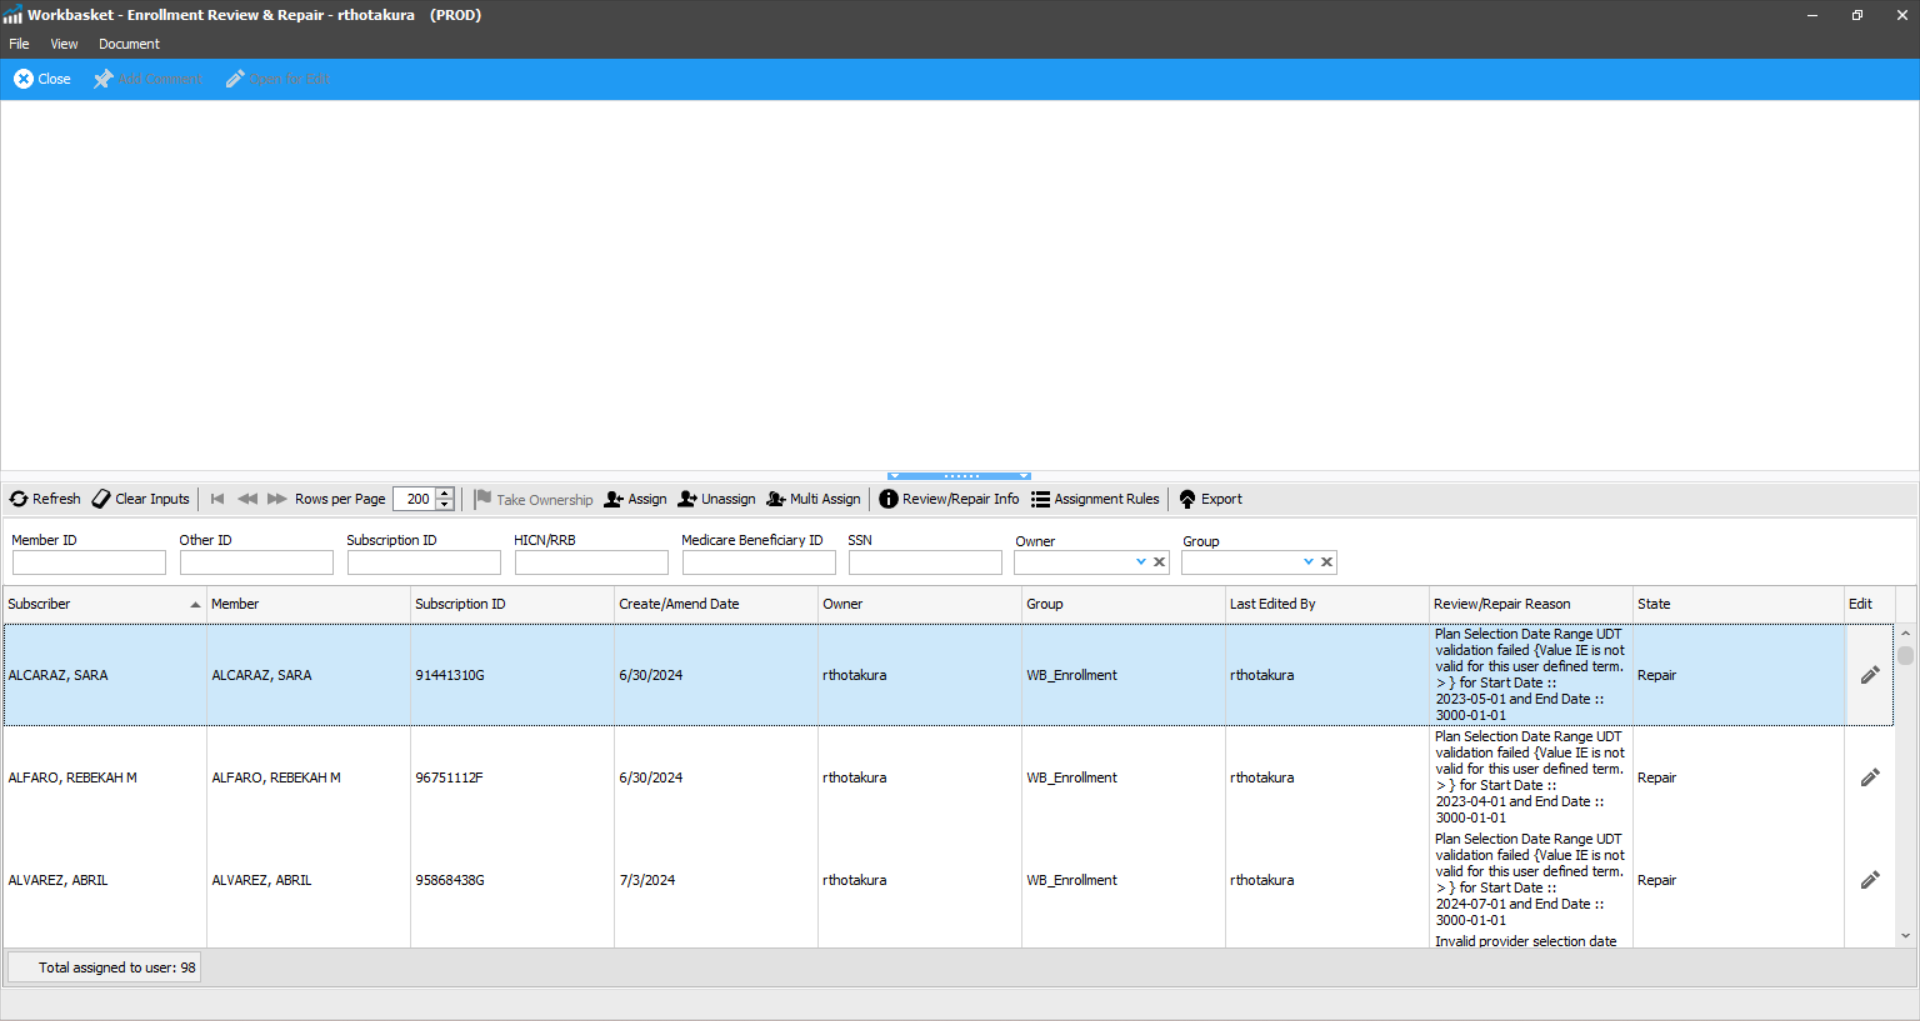 Workbasket - Enrollment Review & Repair - rthotakura (PROD)
File View Document
Close Add Comment Open for Edit
Refresh Clear Inputs Rows per Page 200 Take Ownership Assign Unassign Multi Assign Review/Repair Info Assignment Rules Export
Member ID Other ID Subscription ID HICN/RRB Medicare Beneficiary ID SSN Owner Group
Subscriber Member Subscription ID Create/Amend Date Owner Group Last Edited By Review/Repair Reason State Edit
ALCARAZ, SARA ALCARAZ, SARA 91441310G 6/30/2024 rthotakura WB_Enrollment rthotakura
Plan Selection Date Range UDT
validation failed {Value IE is not
valid for this user defined term.
> } for Start Date ::
2023-05-01 and End Date ::
3000-01-01
Repair
ALFARO, REBEKAH M ALFARO, REBEKAH M 96751112F 6/30/2024 rthotakura WB_Enrollment rthotakura
Plan Selection Date Range UDT
validation failed {Value IE is not
valid for this user defined term.
> } for Start Date ::
2023-04-01 and End Date ::
3000-01-01
Repair
ALVAREZ, ABRIL ALVAREZ, ABRIL 95868438G 7/3/2024 rthotakura WB_Enrollment rthotakura
Plan Selection Date Range UDT
validation failed {Value IE is not
valid for this user defined term.
> } for Start Date ::
2024-07-01 and End Date ::
3000-01-01
Repair
Invalid provider selection date
Total assigned to user: 98